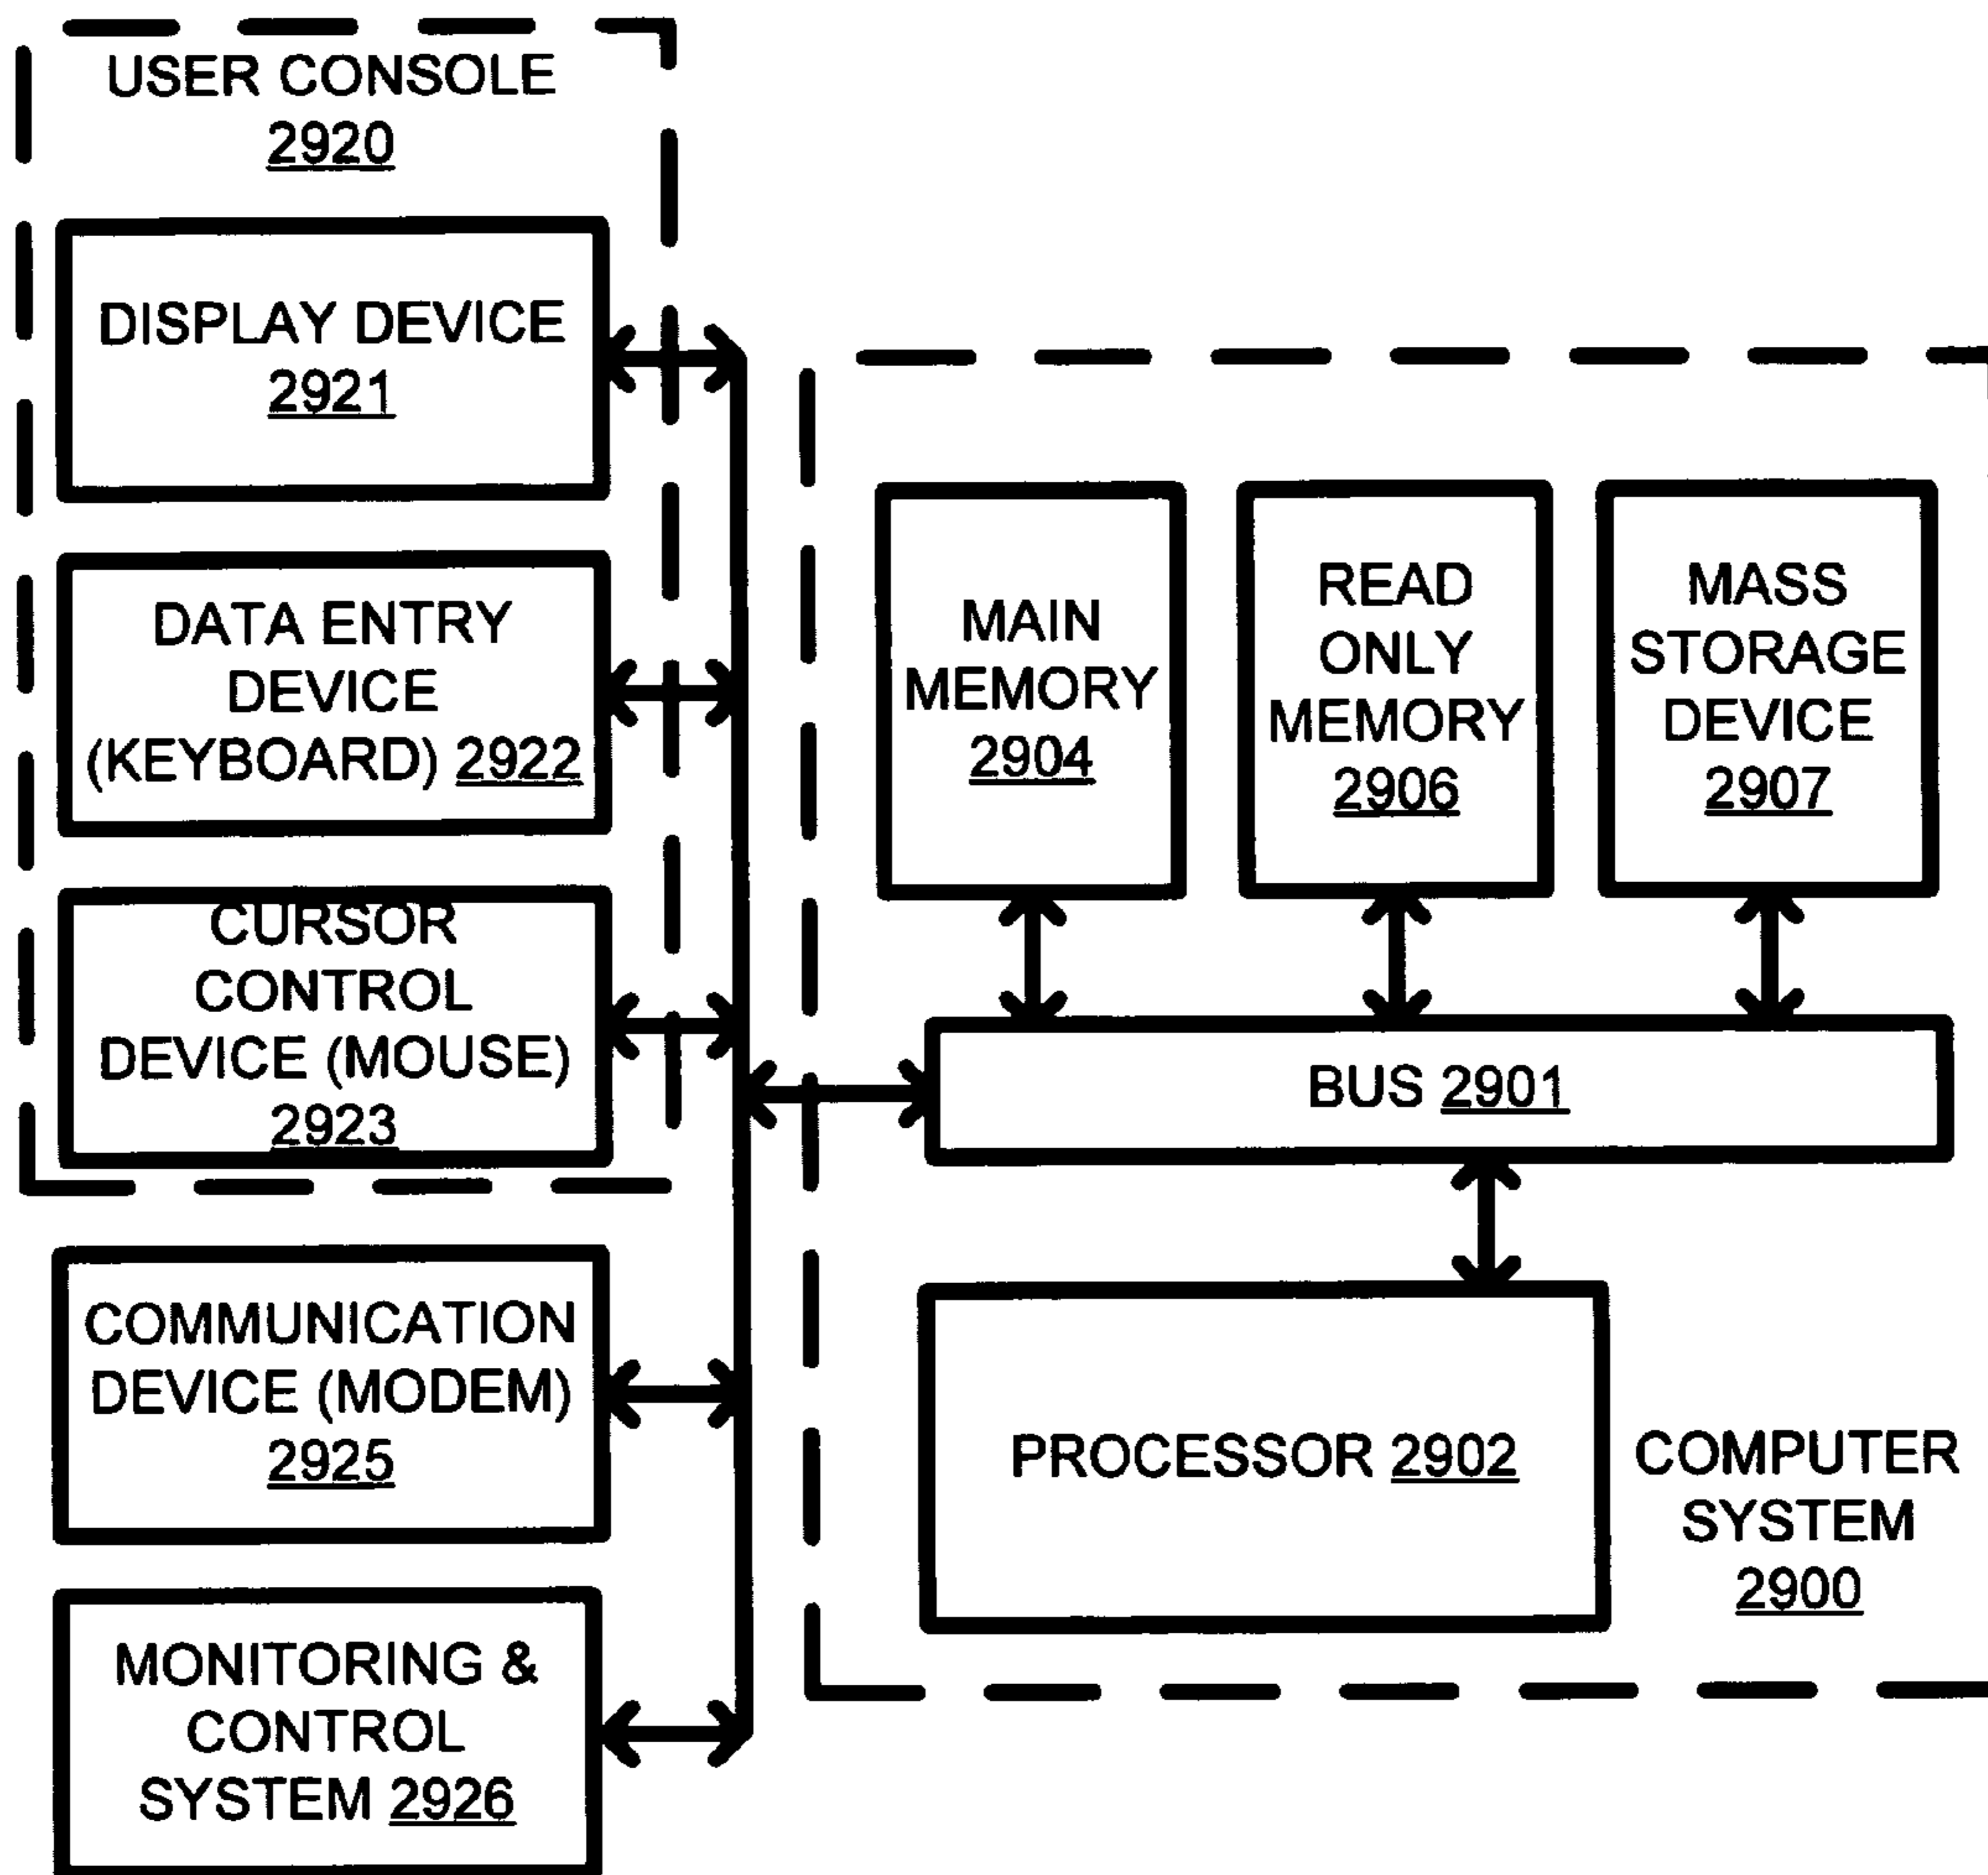 USER CONSOLE
2920
DISPLAY DEVICE
2921
DATA ENTRY
DEVICE
(KEYBOARD) 2922
CURSOR
CONTROL
DEVICE (MOUSE)
2923
COMMUNICATION
DEVICE (MODEM)
2925
MONITORING &
CONTROL
SYSTEM 2926
MAIN
MEMORY
2904
READ
ONLY
MEMORY
2906
MASS
STORAGE
DEVICE
2907
BUS 2901
PROCESSOR 2902
COMPUTER
SYSTEM
2900